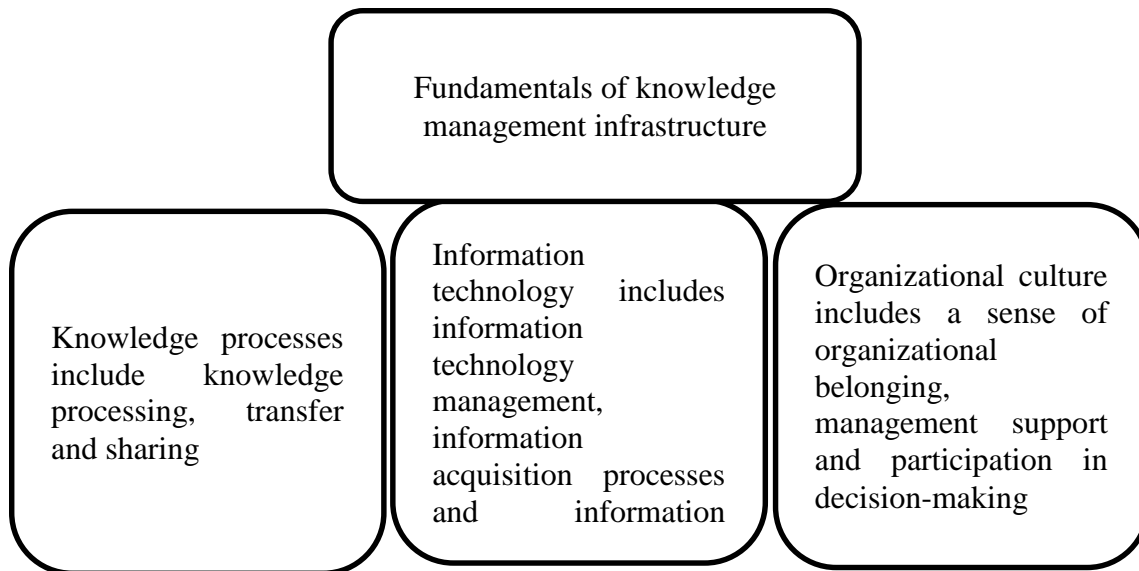 Fundamentals of knowledge
management infrastructure
Knowledge processes
include knowledge
processing, transfer
and sharing
Information
technology includes
information
technology
management,
information
acquisition processes
and information
Organizational culture
includes a sense of
organizational
belonging,
management support
and participation in
decision-making